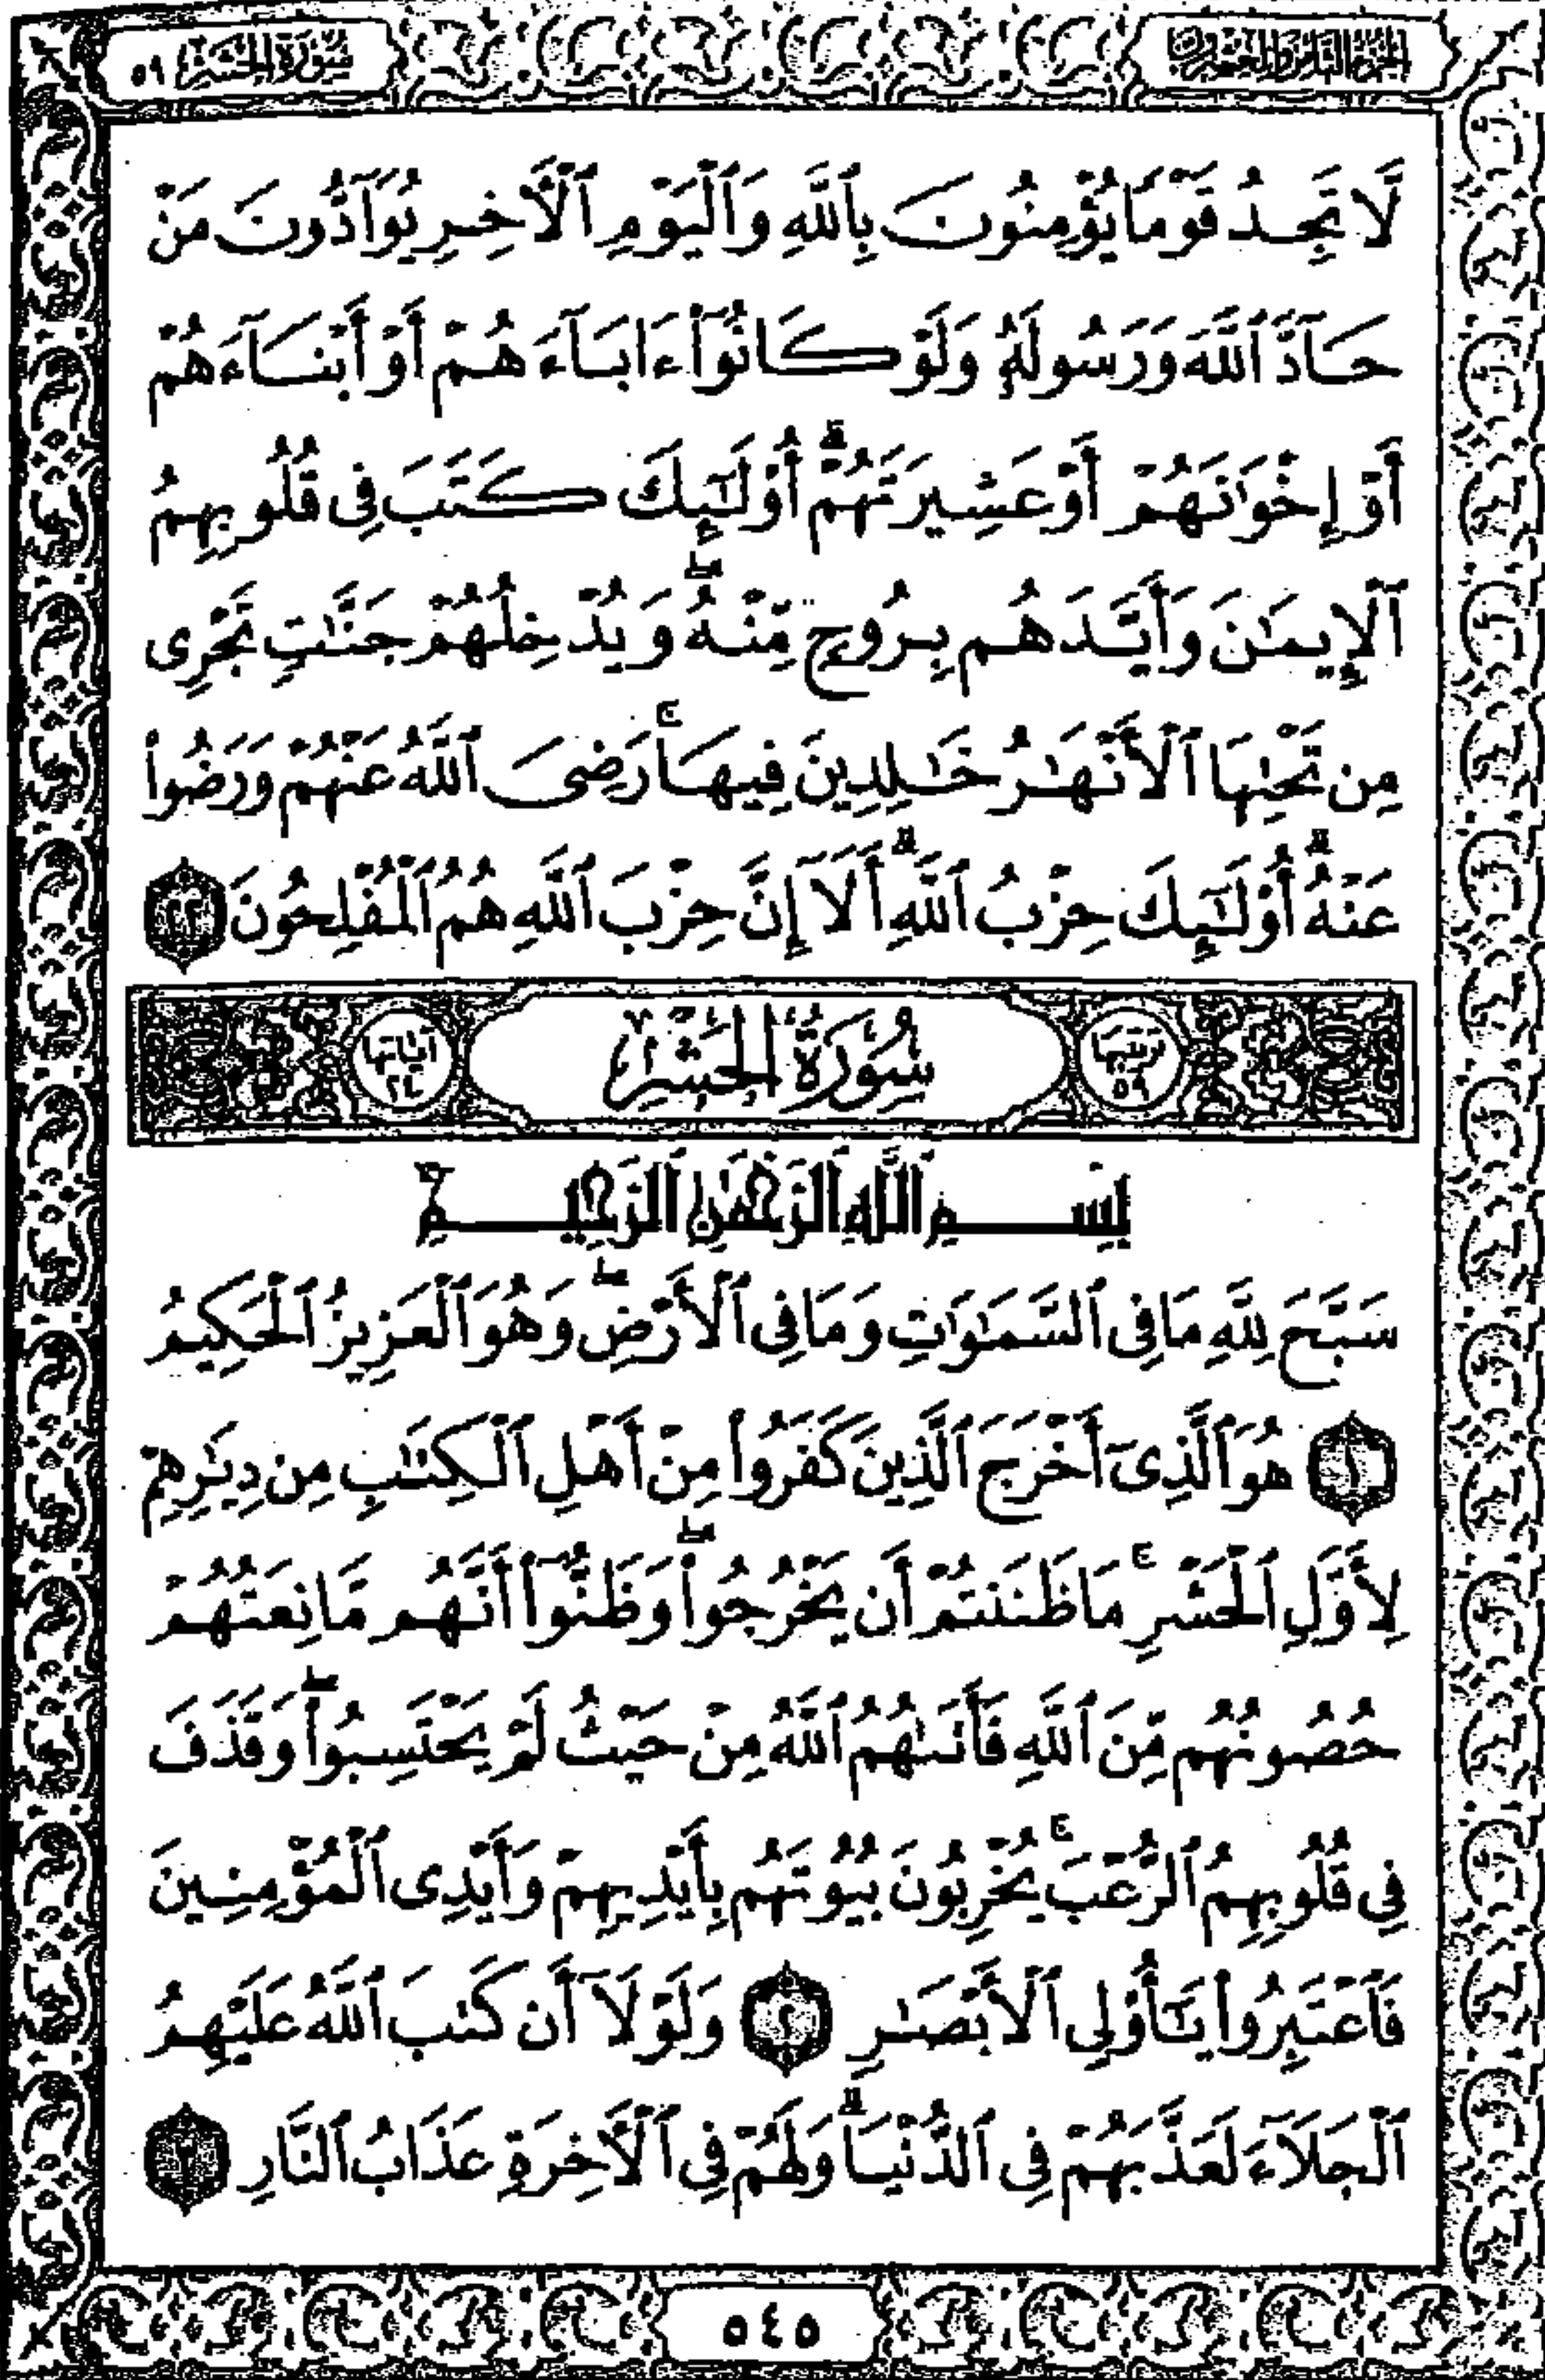 الجزء الثامن والعشرون
سورة الحشر ٥٩
لَّا تَجِدُ قَوْمًا يُؤْمِنُونَ بِٱللَّهِ وَٱلْيَوْمِ ٱلْأَخِرِ يُوَآدُّونَ مَنْ
حَآدَّ ٱللَّهَ وَرَسُولَهُۥ وَلَوْ كَانُوٓا۟ ءَابَآءَهُمْ أَوْ أَبْنَآءَهُمْ
أَوْ إِخْوَٰنَهُمْ أَوْ عَشِيرَتَهُمْ ۚ أُو۟لَٰٓئِكَ كَتَبَ فِى قُلُوبِهِمُ
ٱلْإِيمَٰنَ وَأَيَّدَهُم بِرُوحٍ مِّنْهُ ۖ وَيُدْخِلُهُمْ جَنَّٰتٍ تَجْرِى
مِن تَحْتِهَا ٱلْأَنْهَٰرُ خَٰلِدِينَ فِيهَا ۚ رَضِىَ ٱللَّهُ عَنْهُمْ وَرَضُوا۟
عَنْهُ ۚ أُو۟لَٰٓئِكَ حِزْبُ ٱللَّهِ ۚ أَلَآ إِنَّ حِزْبَ ٱللَّهِ هُمُ ٱلْمُفْلِحُونَ ٢٢
ترتيبها ٥٩
سُورَةُ الحَشْرِ
آياتها ٢٤
بِسْمِ ٱللَّهِ ٱلرَّحْمَٰنِ ٱلرَّحِيمِ
سَبَّحَ لِلَّهِ مَا فِى ٱلسَّمَٰوَٰتِ وَمَا فِى ٱلْأَرْضِ ۖ وَهُوَ ٱلْعَزِيزُ ٱلْحَكِيمُ
١ هُوَ ٱلَّذِىٓ أَخْرَجَ ٱلَّذِينَ كَفَرُوا۟ مِنْ أَهْلِ ٱلْكِتَٰبِ مِن دِيَٰرِهِمْ
لِأَوَّلِ ٱلْحَشْرِ ۚ مَا ظَنَنتُمْ أَن يَخْرُجُوا۟ ۖ وَظَنُّوٓا۟ أَنَّهُم مَّانِعَتُهُمْ
حُصُونُهُم مِّنَ ٱللَّهِ فَأَتَىٰهُمُ ٱللَّهُ مِنْ حَيْثُ لَمْ يَحْتَسِبُوا۟ ۖ وَقَذَفَ
فِى قُلُوبِهِمُ ٱلرُّعْبَ ۚ يُخْرِبُونَ بُيُوتَهُم بِأَيْدِيهِمْ وَأَيْدِى ٱلْمُؤْمِنِينَ
فَٱعْتَبِرُوا۟ يَٰٓأُو۟لِى ٱلْأَبْصَٰرِ ٢ وَلَوْلَآ أَن كَتَبَ ٱللَّهُ عَلَيْهِمُ
ٱلْجَلَآءَ لَعَذَّبَهُمْ فِى ٱلدُّنْيَا ۖ وَلَهُمْ فِى ٱلْأَخِرَةِ عَذَابُ ٱلنَّارِ ٣
٥٤٥